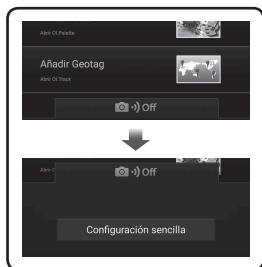 Abrir OI.Palette
Añadir Geotag
Abrir OI.Track
Off
Off
Configuración sencilla